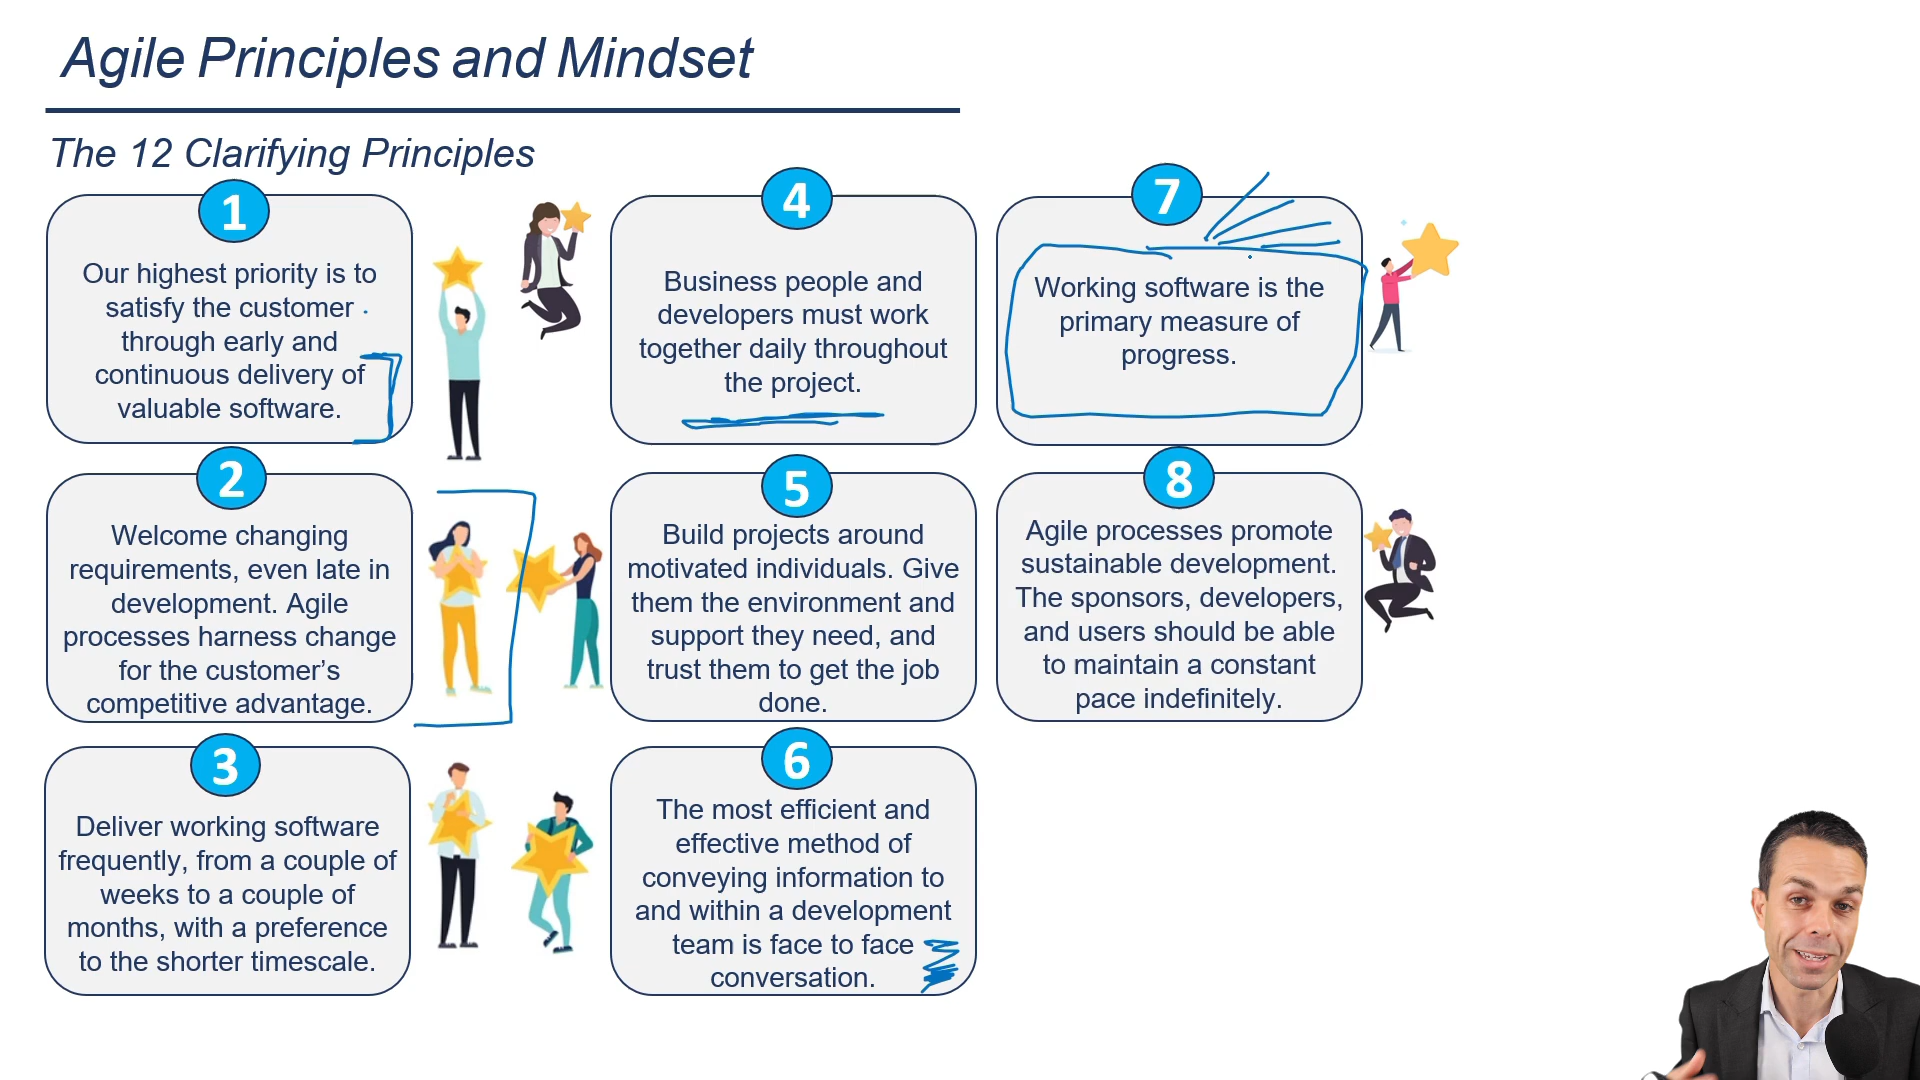 Agile Principles and Mindset
The 12 Clarifying Principles
1
Our highest priority is to
satisfy the customer
through early and
continuous delivery of
valuable software.
2
Welcome changing
requirements, even late in
development. Agile
processes harness change
for the customer’s
competitive advantage.
3
Deliver working software
frequently, from a couple of
weeks to a couple of
months, with a preference
to the shorter timescale.
4
Business people and
developers must work
together daily throughout
the project.
5
Build projects around
motivated individuals. Give
them the environment and
support they need, and
trust them to get the job
done.
6
The most efficient and
effective method of
conveying information to
and within a development
team is face to face
conversation.
7
Working software is the
primary measure of
progress.
8
Agile processes promote
sustainable development.
The sponsors, developers,
and users should be able
to maintain a constant
pace indefinitely.